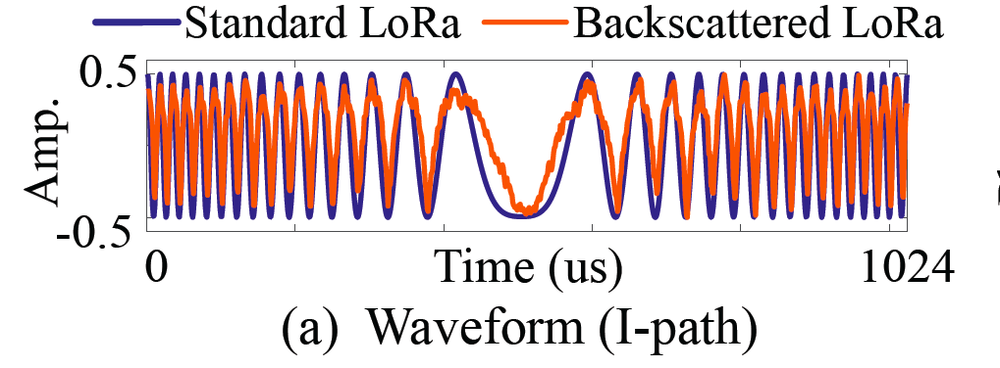 Standard LoRa Backscattered LoRa
0.5
Amp.
-0.5
0 Time (us) 1024
(a) Waveform (I-path)